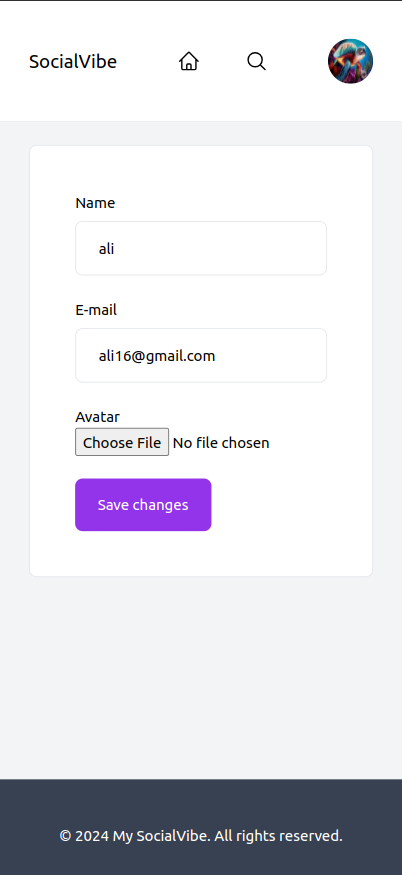 SocialVibe
Name
ali
E-mail
ali16@gmail.com
Avatar
Choose File No file chosen
Save changes
© 2024 My SocialVibe. All rights reserved.